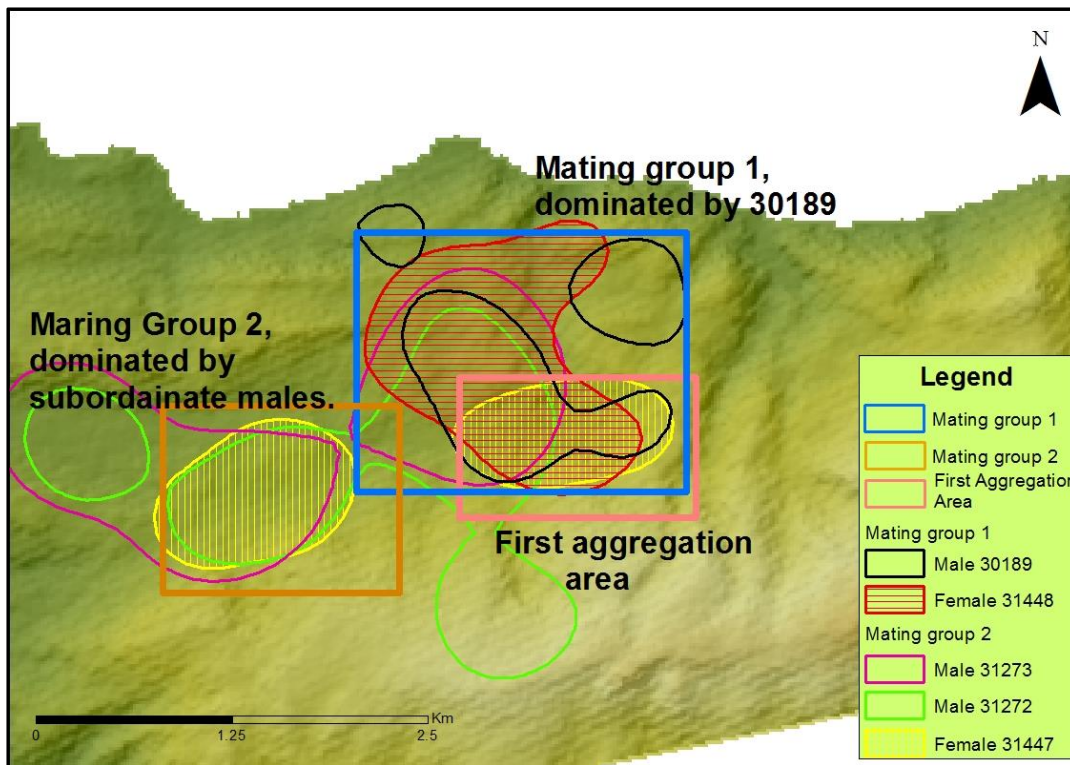 N
Mating group 1,
dominated by 30189
Maring Group 2,
dominated by
subordainate males.
First aggregation
area
Legend
Mating group 1
Mating group 2
First Aggregation
Area
Mating group 1
Male 30189
Female 31448
Mating group 2
Male 31273
Male 31272
Female 31447
Km
0 1.25 2.5